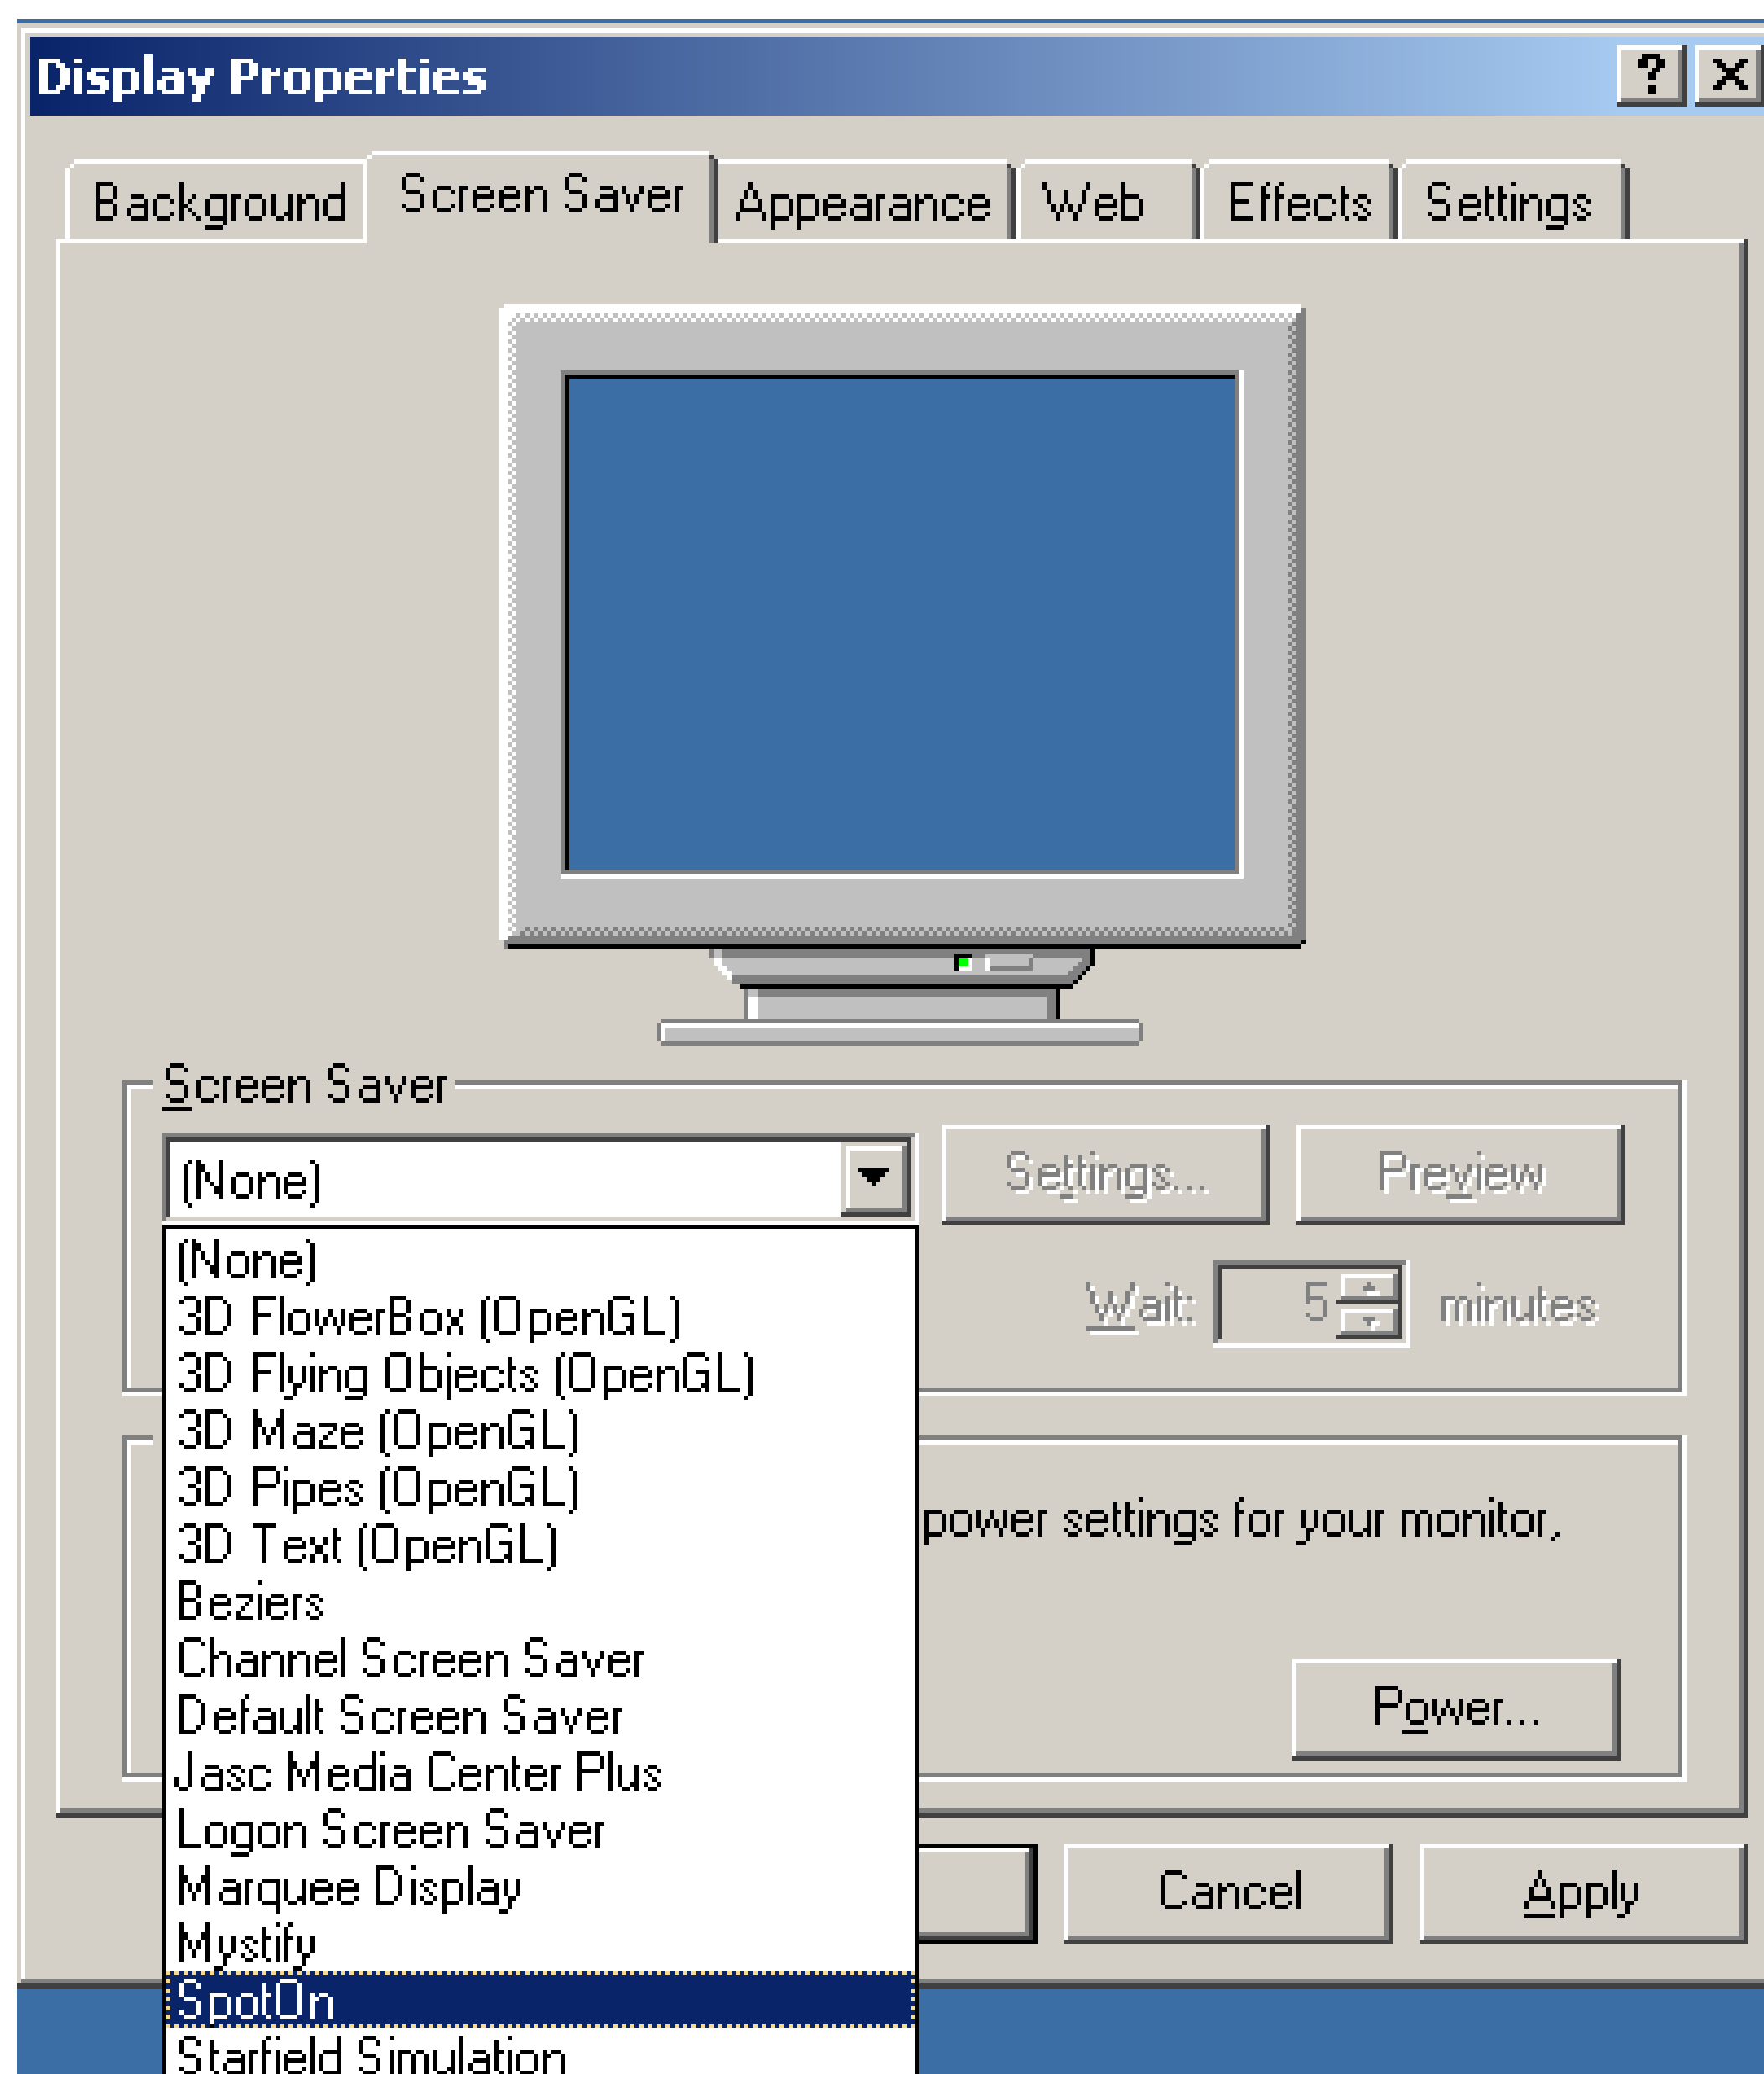 Display Properties
Background Screen Saver Appearance Web Effects Settings
Screen Saver
(None) Settings... Preview
Wait: 5 minutes
(None)
3D FlowerBox (OpenGL)
3D Flying Objects (OpenGL)
3D Maze (OpenGL)
3D Pipes (OpenGL)
3D Text (OpenGL)
Beziers
Channel Screen Saver
Default Screen Saver
Jasc Media Center Plus
Logon Screen Saver
Marquee Display
Mystify
SpotOn
Starfield Simulation
power settings for your monitor,
Power...
Cancel Apply